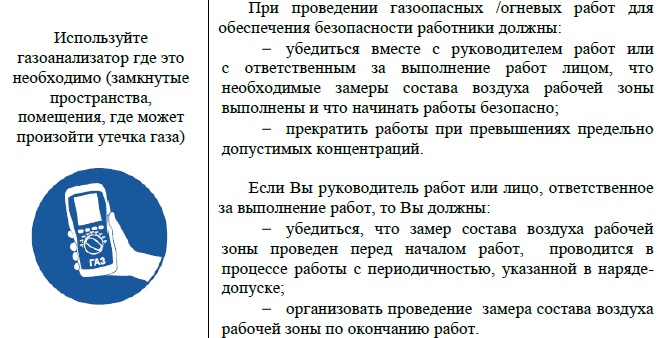 Используйте
газоанализатор где это
необходимо (замкнутые
пространства,
помещения, где может
произойти утечка газа)
ГАЗ
При проведении газоопасных /огневых работ для
обеспечения безопасности работники должны:
– убедиться вместе с руководителем работ или
с ответственным за выполнение работ лицом, что
необходимые замеры состава воздуха рабочей зоны
выполнены и что начинать работы безопасно;
– прекратить работы при превышениях предельно
допустимых концентраций.
Если Вы руководитель работ или лицо, ответственное
за выполнение работ, то Вы должны:
– убедиться, что замер состава воздуха рабочей
зоны проведен перед началом работ, проводится в
процессе работы с периодичностью, указанной в наряде-
допуске;
– организовать проведение замера состава воздуха
рабочей зоны по окончанию работ.